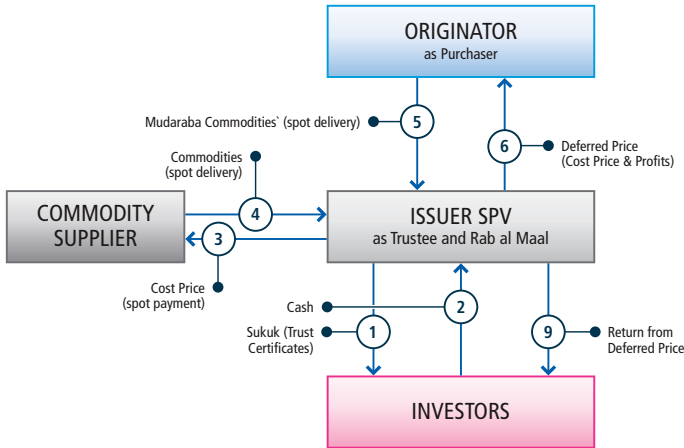 ORIGINATOR
as Purchaser
Mudaraba Commodities` (spot delivery)
5
6
Deferred Price
(Cost Price & Profits)
Commodities
(spot delivery)
COMMODITY
SUPPLIER
4
3
ISSUER SPV
as Trustee and Rab al Maal
Cost Price
(spot payment)
Cash
2
Sukuk (Trust
Certificates)
1
9
Return from
Deferred Price
INVESTORS